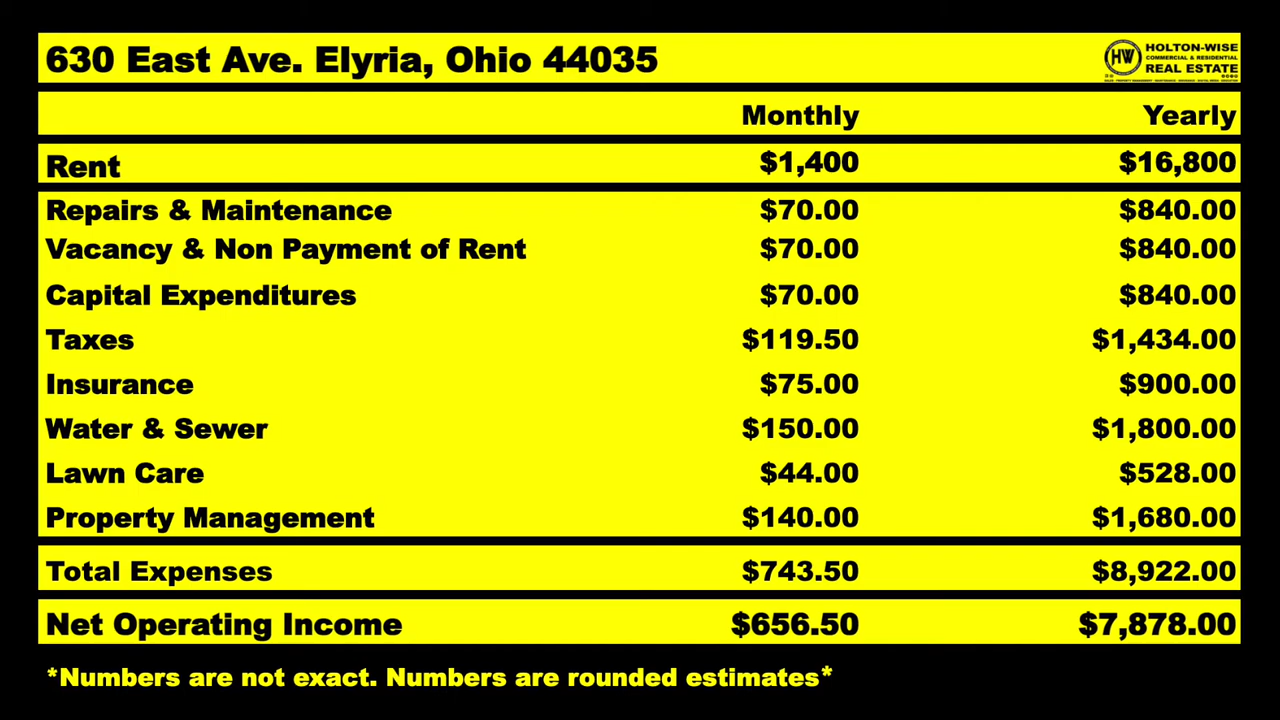 630 East Ave. Elyria, Ohio 44035
HOLTON-WISE
COMMERCIAL & RESIDENTIAL
REAL ESTATE
HW
Monthly Yearly
Rent $1,400 $16,800
Repairs & Maintenance $70.00 $840.00
Vacancy & Non Payment of Rent $70.00 $840.00
Capital Expenditures $70.00 $840.00
Taxes $119.50 $1,434.00
Insurance $75.00 $900.00
Water & Sewer $150.00 $1,800.00
Lawn Care $44.00 $528.00
Property Management $140.00 $1,680.00
Total Expenses $743.50 $8,922.00
Net Operating Income $656.50 $7,878.00
*Numbers are not exact. Numbers are rounded estimates*